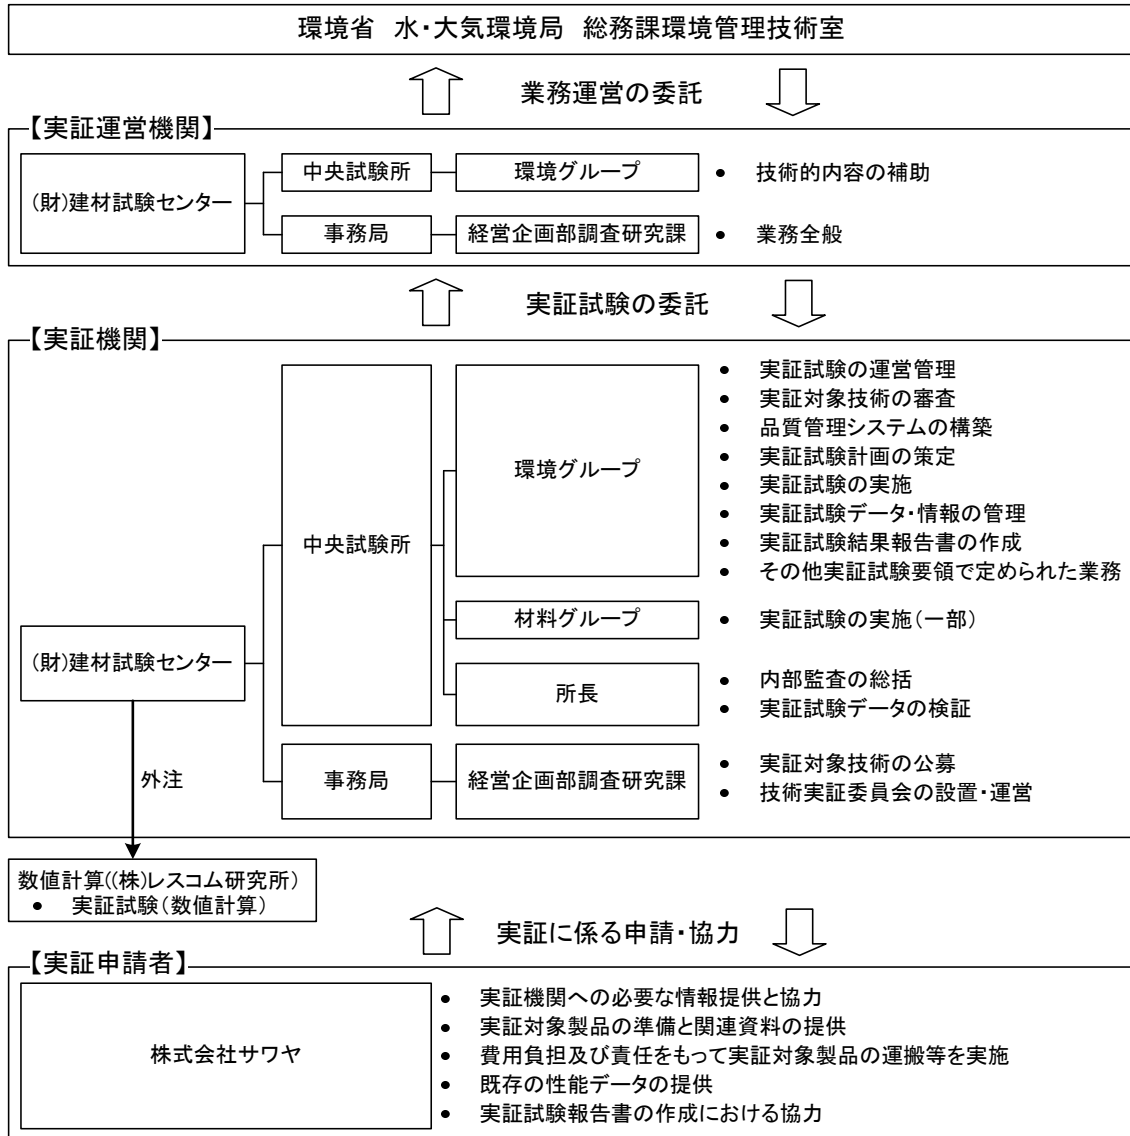 環境省　水・大気環境局　総務課環境管理技術室
業務運営の委託
【実証運営機関】
(財)建材試験センター
中央試験所
環境グループ
• 技術的内容の補助
事務局
経営企画部調査研究課
• 業務全般
実証試験の委託
【実証機関】
(財)建材試験センター
中央試験所
環境グループ
• 実証試験の運営管理
• 実証対象技術の審査
• 品質管理システムの構築
• 実証試験計画の策定
• 実証試験の実施
• 実証試験データ・情報の管理
• 実証試験結果報告書の作成
• その他実証試験要領で定められた業務
材料グループ
• 実証試験の実施(一部)
所長
• 内部監査の総括
• 実証試験データの検証
事務局
経営企画部調査研究課
• 実証対象技術の公募
• 技術実証委員会の設置・運営
外注
数値計算((株)レスコム研究所)
• 実証試験(数値計算)
実証に係る申請・協力
【実証申請者】
株式会社サワヤ
• 実証機関への必要な情報提供と協力
• 実証対象製品の準備と関連資料の提供
• 費用負担及び責任をもって実証対象製品の運搬等を実施
• 既存の性能データの提供
• 実証試験報告書の作成における協力